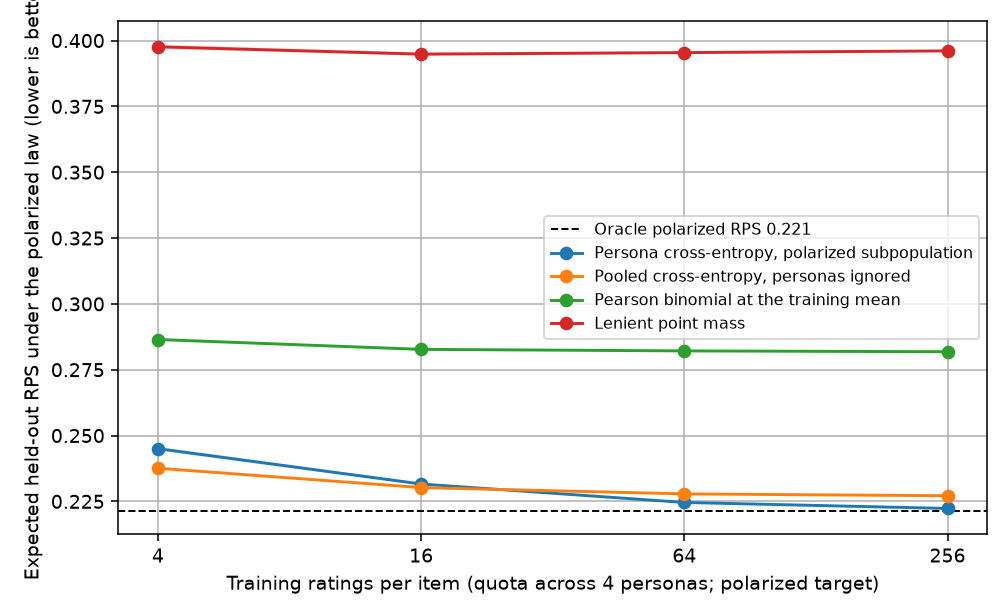 Expected held-out RPS under the polarized law (lower is
0.400
0.375
0.350
0.325
0.300
0.275
0.250
0.225
Oracle polarized RPS 0.221
Persona cross-entropy, polarized subpopulation
Pooled cross-entropy, personas ignored
Pearson binomial at the training mean
Lenient point mass
4
16
64
256
Training ratings per item (quota across 4 personas; polarized target)